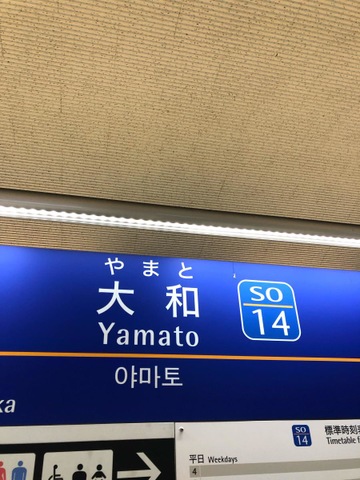 やまと
大和
Yamato
SO
14
야마토
ka
SO
14
標準時刻
Timetable f
平日 Weekdays
4